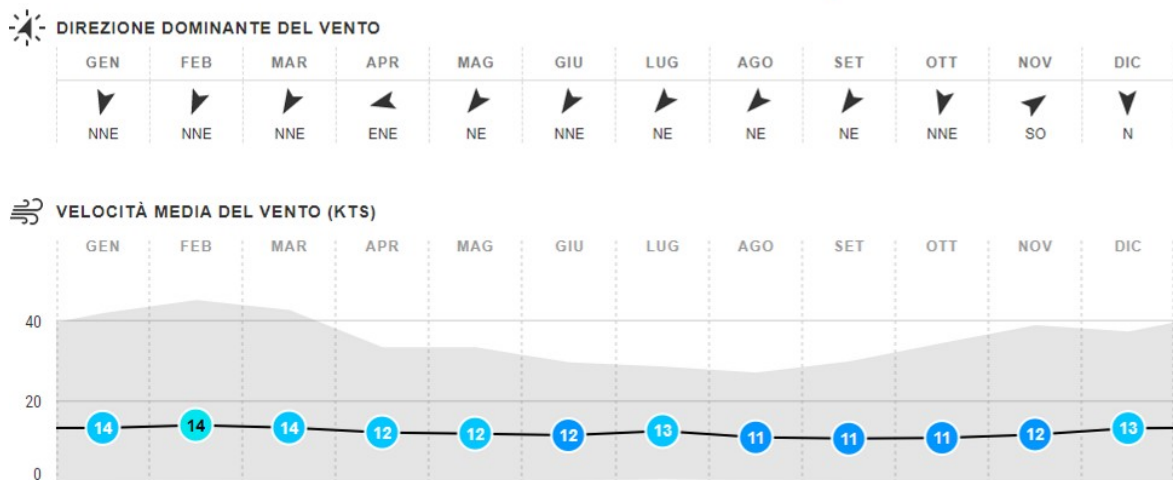 DIREZIONE DOMINANTE DEL VENTO
GEN FEB MAR APR MAG GIU LUG AGO SET OTT NOV DIC
NNE NNE NNE ENE NE NNE NE NE NE NNE SO N
VELOCITÀ MEDIA DEL VENTO (KTS)
GEN FEB MAR APR MAG GIU LUG AGO SET OTT NOV DIC
40
20
14 14 14 12 12 12 13 11 11 11 12 13
0